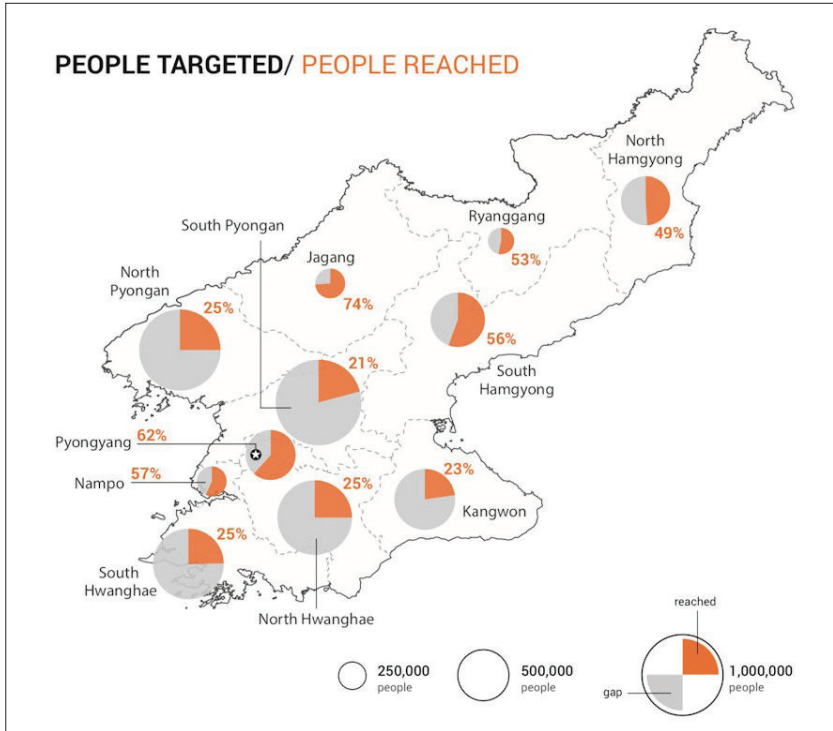 PEOPLE TARGETED/ PEOPLE REACHED
North
Hamgyong
49%
Ryanggang
53%
South Pyongan
Jagang
74%
North
Pyongan
25%
56%
South
Hamgyong
21%
Pyongyang
62%
Nampo
57%
25%
23%
Kangwon
25%
South
Hwanghae
North Hwanghae
250,000
people
500,000
people
reached
gap
1,000,000
people